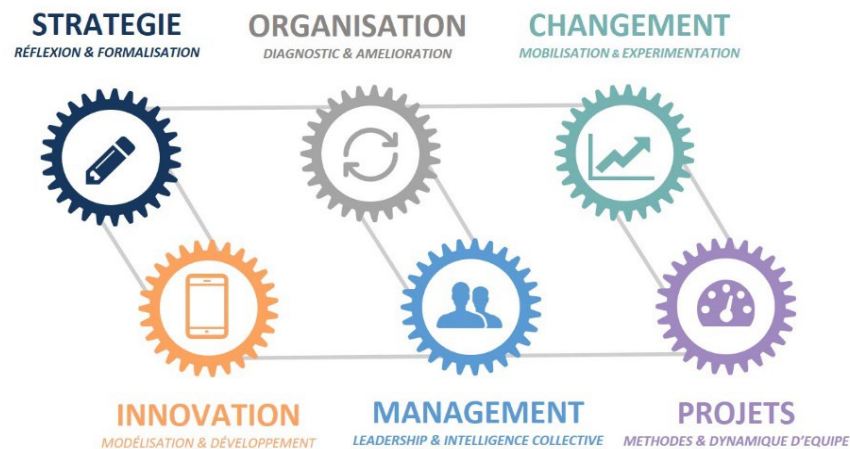 STRATEGIE
RÉFLEXION & FORMALISATION
ORGANISATION
DIAGNOSTIC & AMELIORATION
CHANGEMENT
MOBILISATION & EXPERIMENTATION
INNOVATION
MODÉLISATION & DÉVELOPPEMENT
MANAGEMENT
LEADERSHIP & INTELLIGENCE COLLECTIVE
PROJETS
METHODES & DYNAMIQUE D'EQUIPE